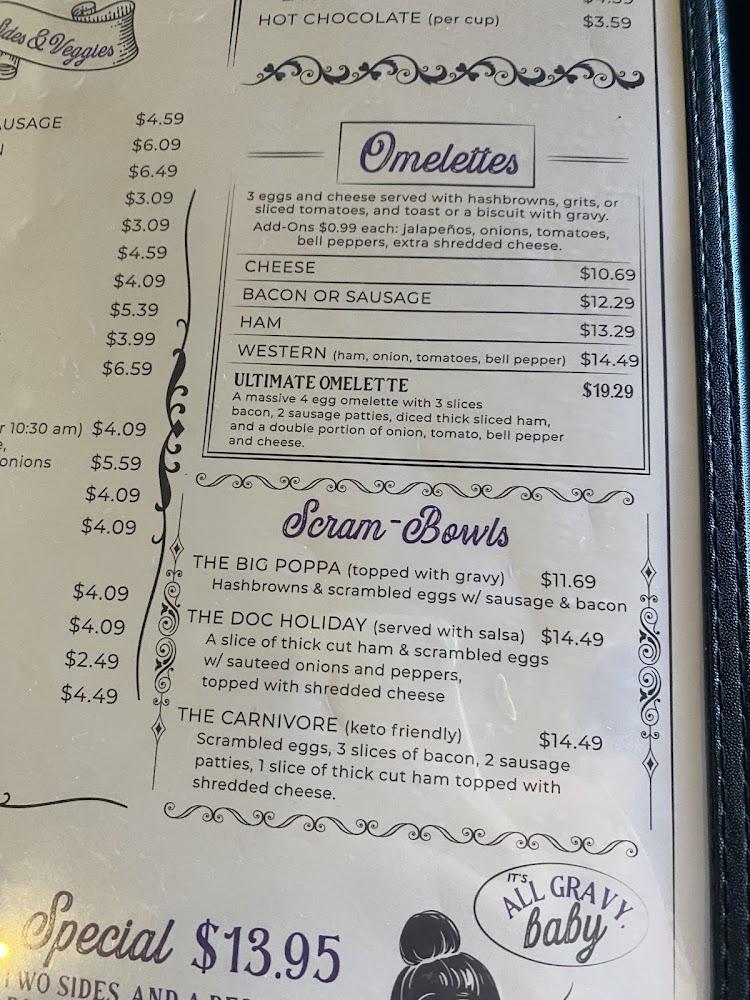 HOT CHOCOLATE (per cup) $3.59
Sides & Veggies
$4.59
$6.09
$6.49
$3.09
$3.09
$4.59
$4.09
$5.39
$3.99
$6.59
10:30 am) $4.09
onions $5.59
$4.09
$4.09
$4.09
$4.09
$2.49
$4.49
Omelettes
3 eggs and cheese served with hashbrowns, grits, or
sliced tomatoes, and toast or a biscuit with gravy.
Add-Ons $0.99 each: jalapeños, onions, tomatoes,
bell peppers, extra shredded cheese.
CHEESE $10.69
BACON OR SAUSAGE $12.29
HAM $13.29
WESTERN (ham, onion, tomatoes, bell pepper) $14.49
ULTIMATE OMELETTE $19.29
A massive 4 egg omelette with 3 slices
bacon, 2 sausage patties, diced thick sliced ham,
and a double portion of onion, tomato, bell pepper
and cheese.
Scram-Bowls
THE BIG POPPA (topped with gravy) $11.69
Hashbrowns & scrambled eggs w/ sausage & bacon
THE DOC HOLIDAY (served with salsa) $14.49
A slice of thick cut ham & scrambled eggs
w/ sauteed onions and peppers,
topped with shredded cheese
THE CARNIVORE (keto friendly) $14.49
Scrambled eggs, 3 slices of bacon, 2 sausage
patties, 1 slice of thick cut ham topped with
shredded cheese.
Special $13.95
TWO SIDES AND A
IT'S
ALL GRAVY.
baby